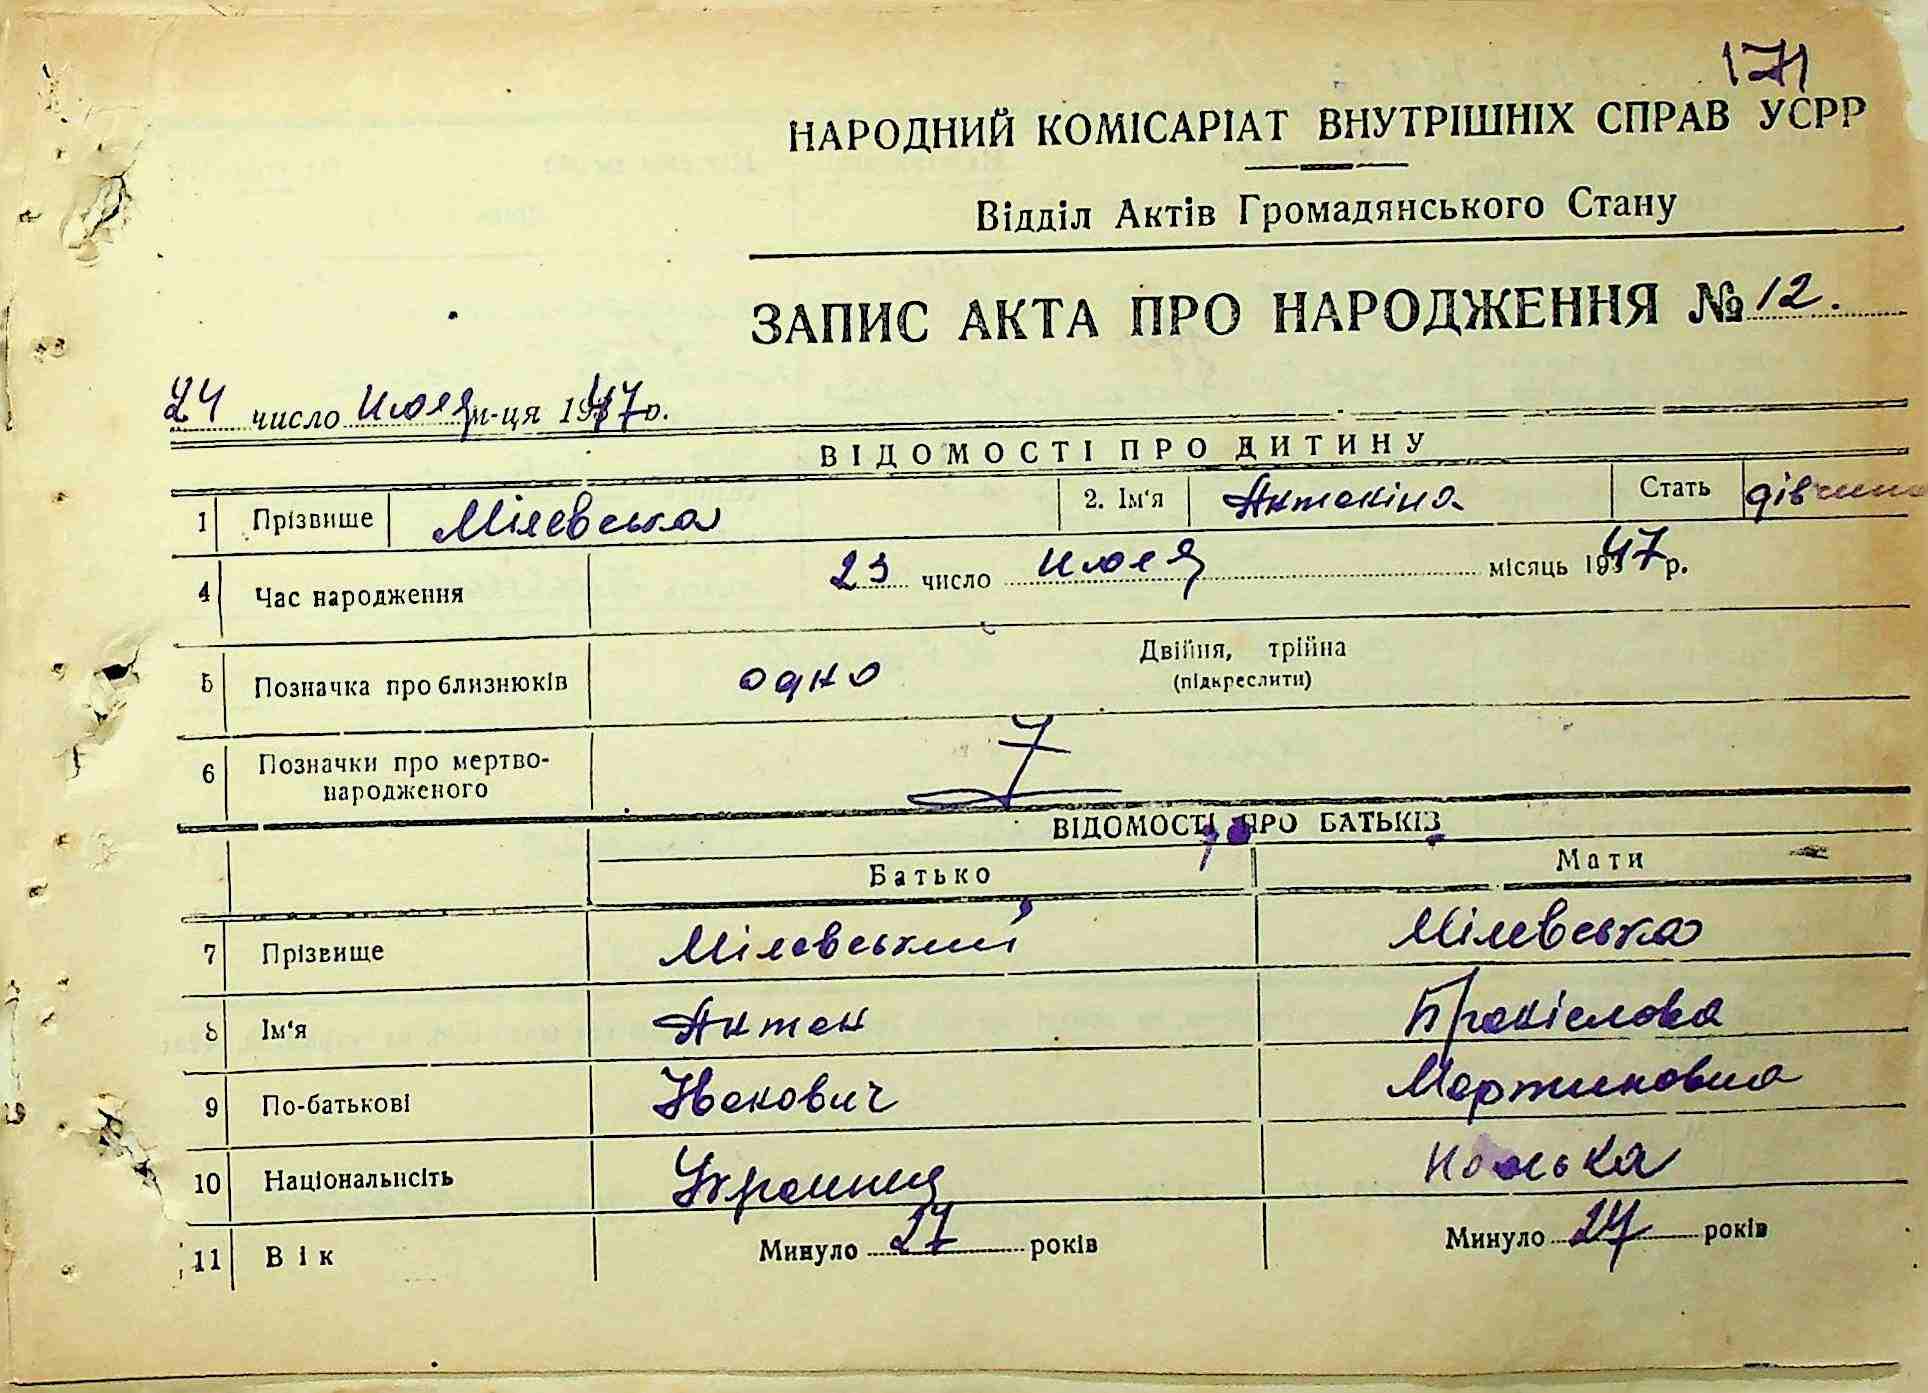 171
НАРОДНИЙ КОМІСАРІАТ ВНУТРІШНІХ СПРАВ УСРР
Відділ Актів Громадянського Стану
ЗАПИС АКТА ПРО НАРОДЖЕННЯ № 12.
24 число июля м-ця 1947 р.
ВІДОМОСТІ ПРО ДИТИНУ
1 Прізвище Мілевська 2. Ім'я Антоніна Стать дівчина
4 Час народження 23 число июля місяць 1947 р.
5 Позначка про близнюків одно Двійня, трійна
(підкреслити)
6 Позначки про мертво-
народженого
ВІДОМОСТІ ПРО БАТЬКІВ
Батько Мати
7 Прізвище Мілевський Мілевська
8 Ім'я Антон
9 По-батькові Іванович Мартиновна
10 Національність Украинец Полька
11 Вік Минуло 27 років Минуло 24 років